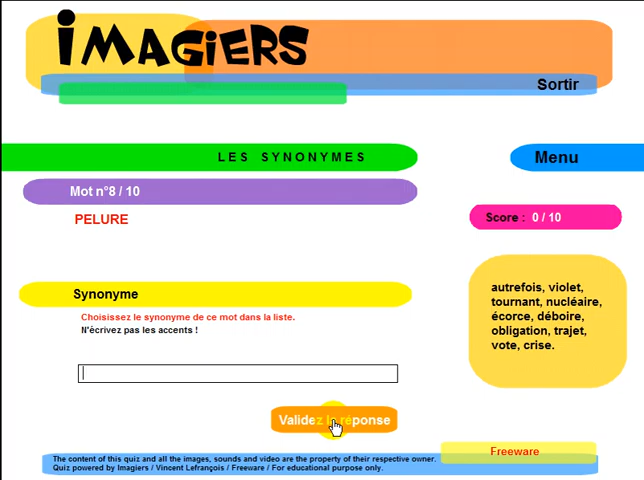 iMAGiERS
Sortir
LES SYNONYMES
Menu
Mot n°8 / 10
PELURE
Score : 0 / 10
Synonyme
Choisissez le synonyme de ce mot dans la liste.
N'écrivez pas les accents !
autrefois, violet,
tournant, nucléaire,
écorce, déboire,
obligation, trajet,
vote, crise.
Validez la réponse
Freeware
The content of this quiz and all the images, sounds and video are the property of their respective owner.
Quiz powered by Imagiers / Vincent Lefrançois / Freeware / For educational purpose only.